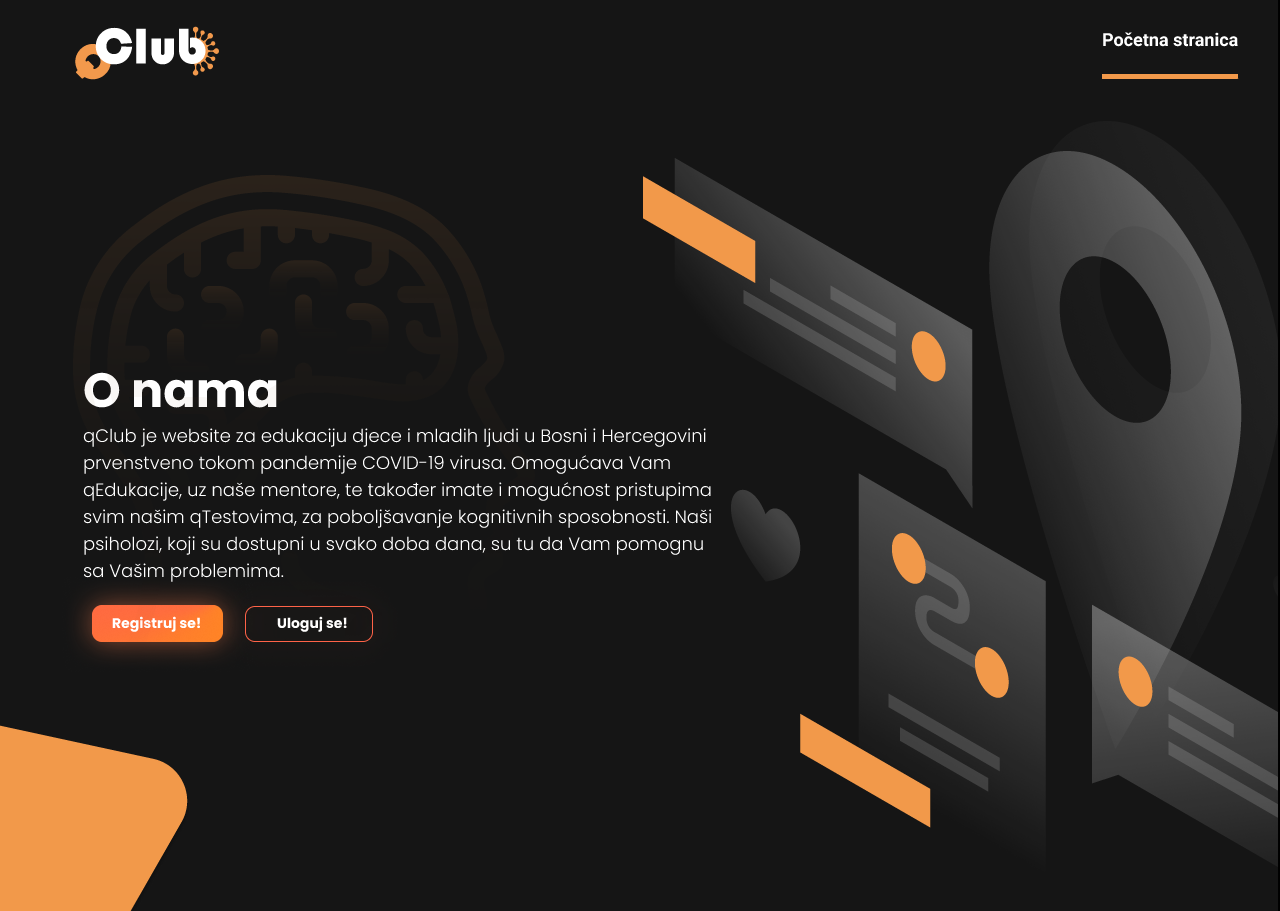 qClub
Početna stranica
O nama
qClub je website za edukaciju djece i mladih ljudi u Bosni i Hercegovini
prvenstveno tokom pandemije COVID-19 virusa. Omogućava Vam
qEdukacije, uz naše mentore, te također imate i mogućnost pristupima
svim našim qTestovima, za poboljšavanje kognitivnih sposobnosti. Naši
psiholozi, koji su dostupni u svako doba dana, su tu da Vam pomognu
sa Vašim problemima.
Registruj se!
Uloguj se!